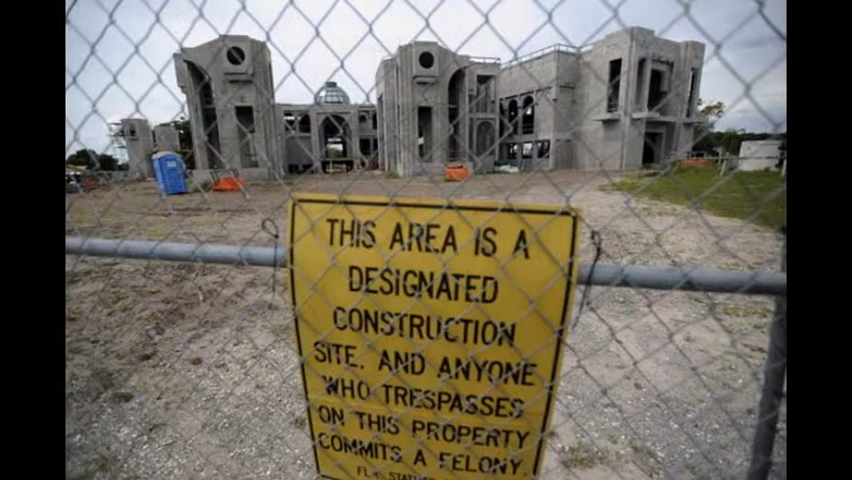 THIS AREA IS A
DESIGNATED
CONSTRUCTION
SITE, AND ANYONE
WHO TRESPASSES
ON THIS PROPERTY
COMMITS A FELONY.